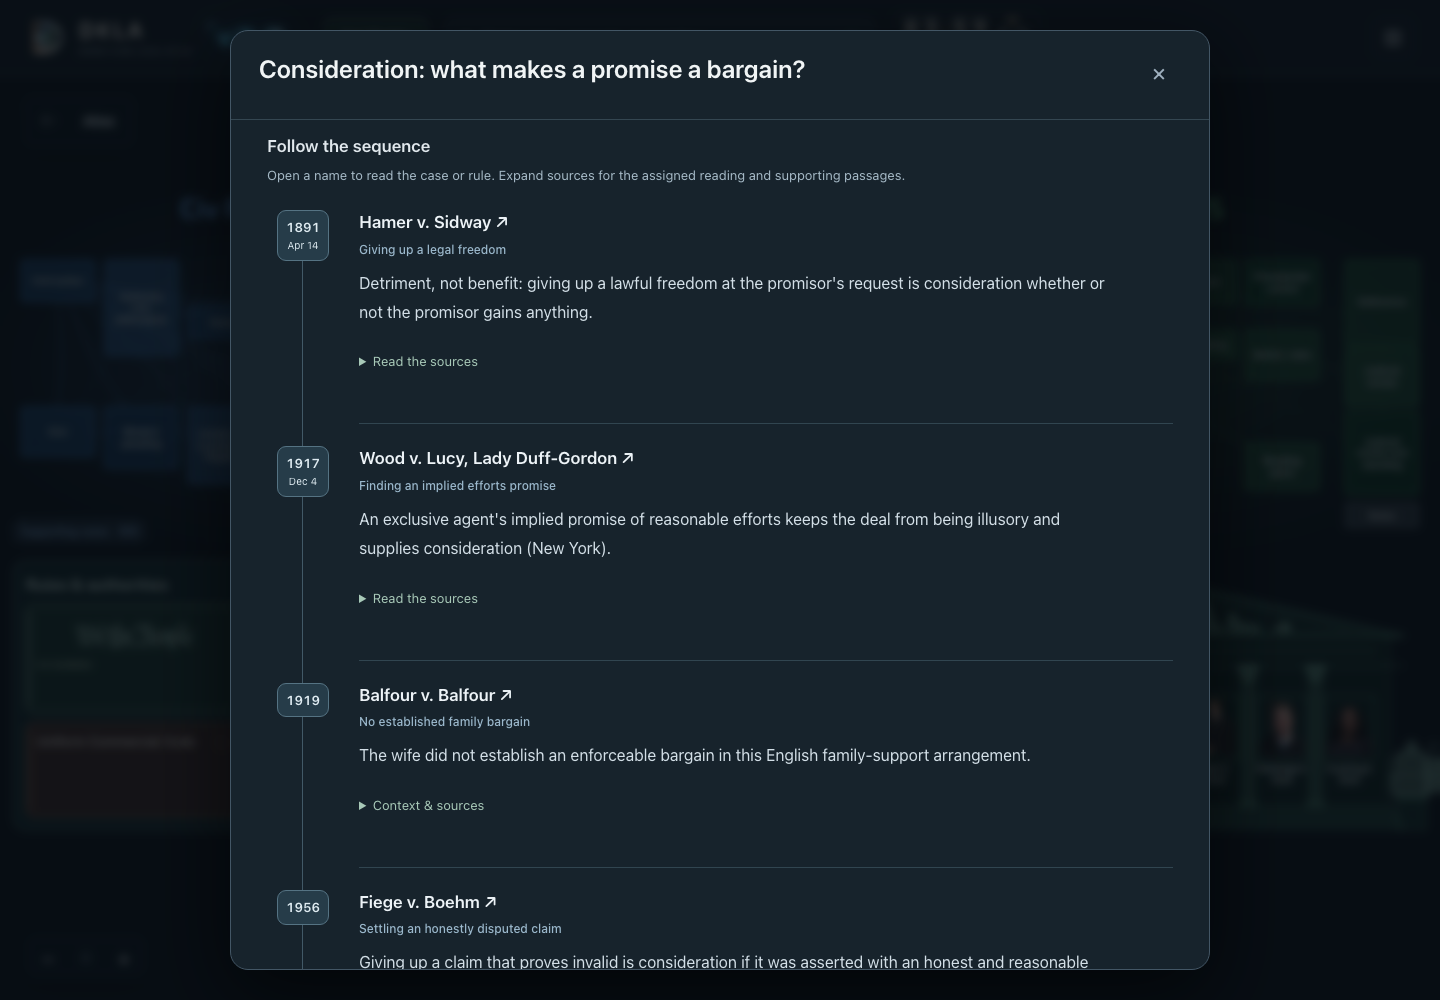 Consideration: what makes a promise a bargain?
×
Follow the sequence
Open a name to read the case or rule. Expand sources for the assigned reading and supporting passages.
1891
Apr 14
Hamer v. Sidway ↗
Giving up a legal freedom
Detriment, not benefit: giving up a lawful freedom at the promisor's request is consideration whether or
not the promisor gains anything.
▶ Read the sources
1917
Dec 4
Wood v. Lucy, Lady Duff-Gordon ↗
Finding an implied efforts promise
An exclusive agent's implied promise of reasonable efforts keeps the deal from being illusory and
supplies consideration (New York).
▶ Read the sources
1919
Balfour v. Balfour ↗
No established family bargain
The wife did not establish an enforceable bargain in this English family-support arrangement.
▶ Context & sources
1956
Fiege v. Boehm ↗
Settling an honestly disputed claim
Giving up a claim that proves invalid is consideration if it was asserted with an honest and reasonable